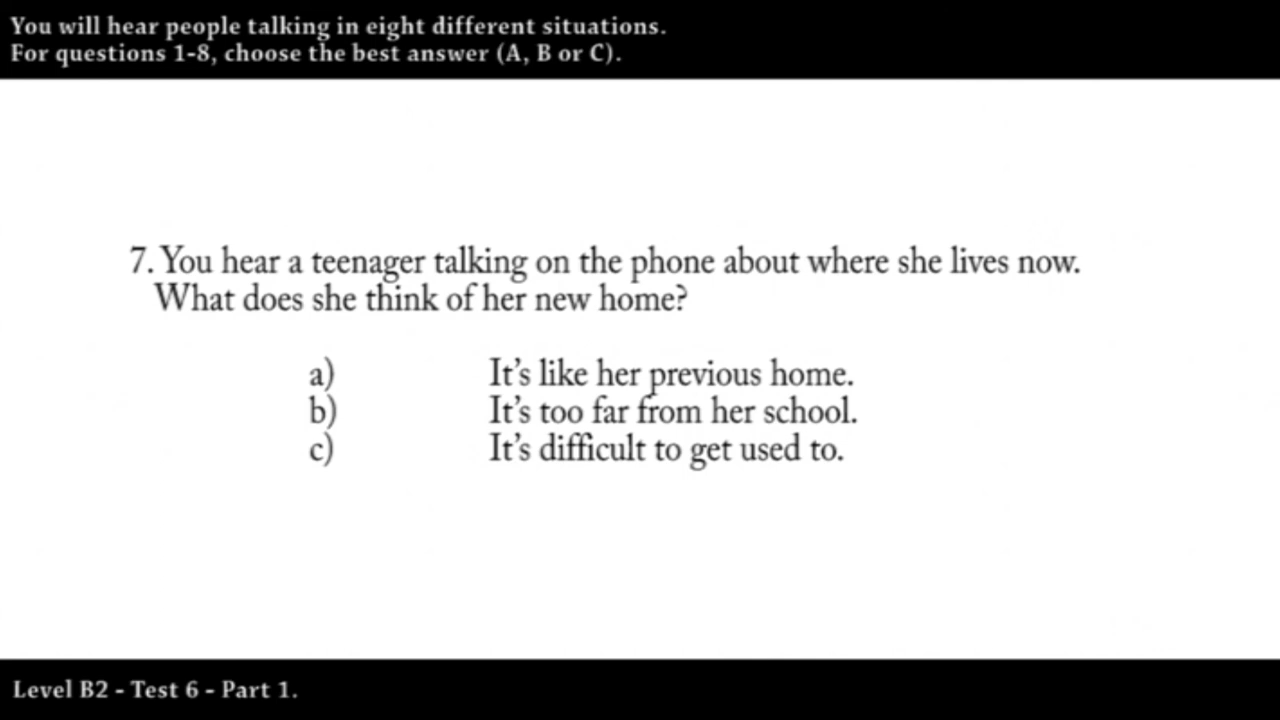 You will hear people talking in eight different situations.
For questions 1-8, choose the best answer (A, B or C).
7. You hear a teenager talking on the phone about where she lives now.
What does she think of her new home?
a) It's like her previous home.
b) It's too far from her school.
c) It's difficult to get used to.
Level B2 - Test 6 - Part 1.